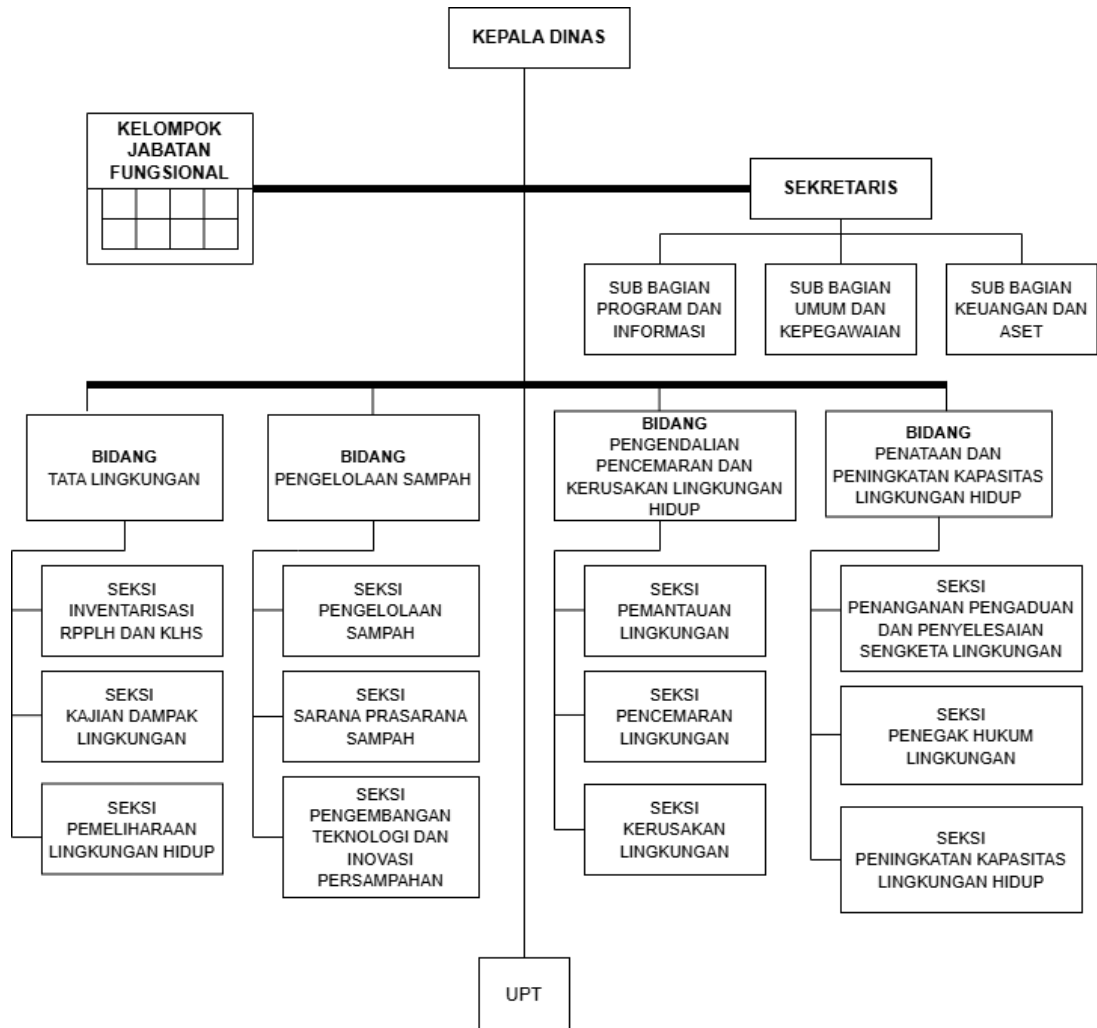 KEPALA DINAS
KELOMPOK
JABATAN
FUNGSIONAL
SEKRETARIS
SUB BAGIAN
PROGRAM DAN
INFORMASI
SUB BAGIAN
UMUM DAN
KEPEGAWAIAN
SUB BAGIAN
KEUANGAN DAN
ASET
BIDANG
TATA LINGKUNGAN
BIDANG
PENGELOLAAN SAMPAH
BIDANG
PENGENDALIAN
PENCEMARAN DAN
KERUSAKAN LINGKUNGAN
HIDUP
BIDANG
PENATAAN DAN
PENINGKATAN KAPASITAS
LINGKUNGAN HIDUP
SEKSI
INVENTARISASI
RPPLH DAN KLHS
SEKSI
KAJIAN DAMPAK
LINGKUNGAN
SEKSI
PEMELIHARAAN
LINGKUNGAN HIDUP
SEKSI
PENGELOLAAN
SAMPAH
SEKSI
SARANA PRASARANA
SAMPAH
SEKSI
PENGEMBANGAN
TEKNOLOGI DAN
INOVASI
PERSAMPAHAN
SEKSI
PEMANTAUAN
LINGKUNGAN
SEKSI
PENCEMARAN
LINGKUNGAN
SEKSI
KERUSAKAN
LINGKUNGAN
SEKSI
PENANGANAN PENGADUAN
DAN PENYELESAIAN
SENGKETA LINGKUNGAN
SEKSI
PENEGAK HUKUM
LINGKUNGAN
SEKSI
PENINGKATAN KAPASITAS
LINGKUNGAN HIDUP
UPT